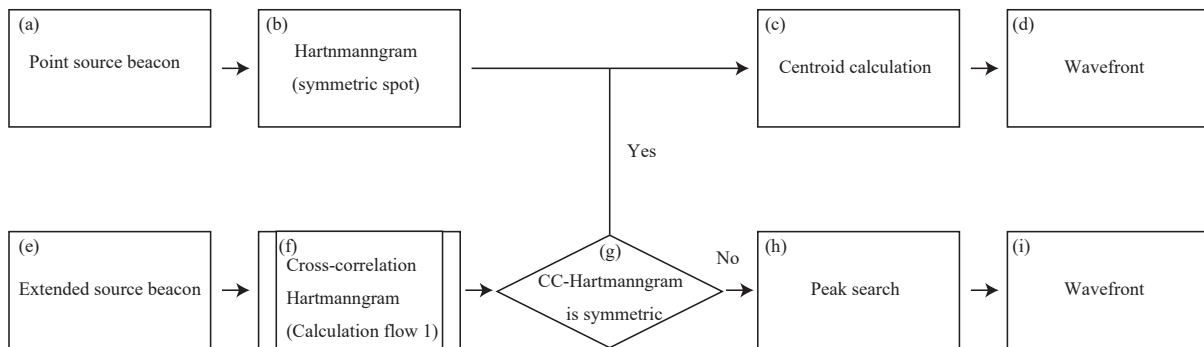 (a)
Point source beacon
(b)
Hartnmanngram
(symmetric spot)
(c)
Centroid calculation
(d)
Wavefront
Yes
(e)
Extended source beacon
(f)
Cross-correlation
Hartmanngram
(Calculation flow 1)
(g)
CC-Hartmanngram
is symmetric
No
(h)
Peak search
(i)
Wavefront